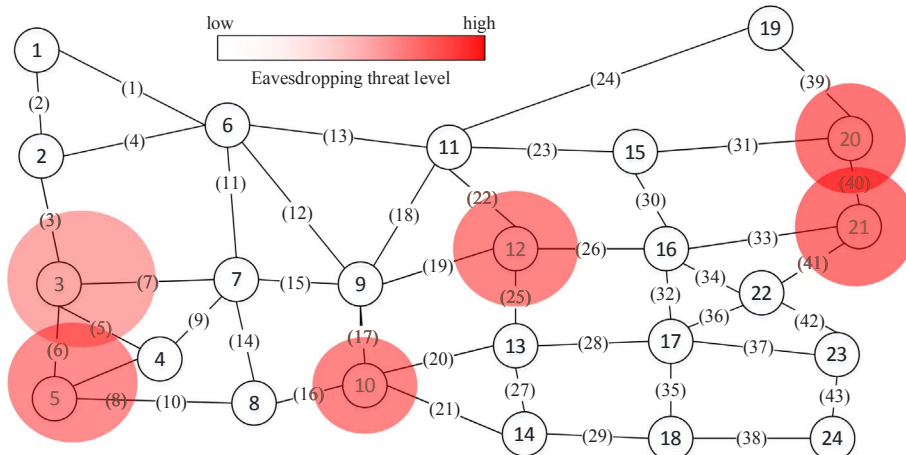 low high
Eavesdropping threat level
1 19
(1) (24) (39)
(2)
6 20
(4) (13) 11 (23) 15 (31)
2
(11) (40)
(3) (12) (18) (22) (30)
21
12 (26) 16 (33)
3 (7) 7 (15) 9 (19) (34) (41)
(25) (32) 22
(5) (9) (36) (42)
(6) 4 (14) (17) (20) 13 (28) 17 (37) 23
5 (8) (10) 8 (16) 10 (27) (35) (43)
(21) 14 (29) 18 (38) 24